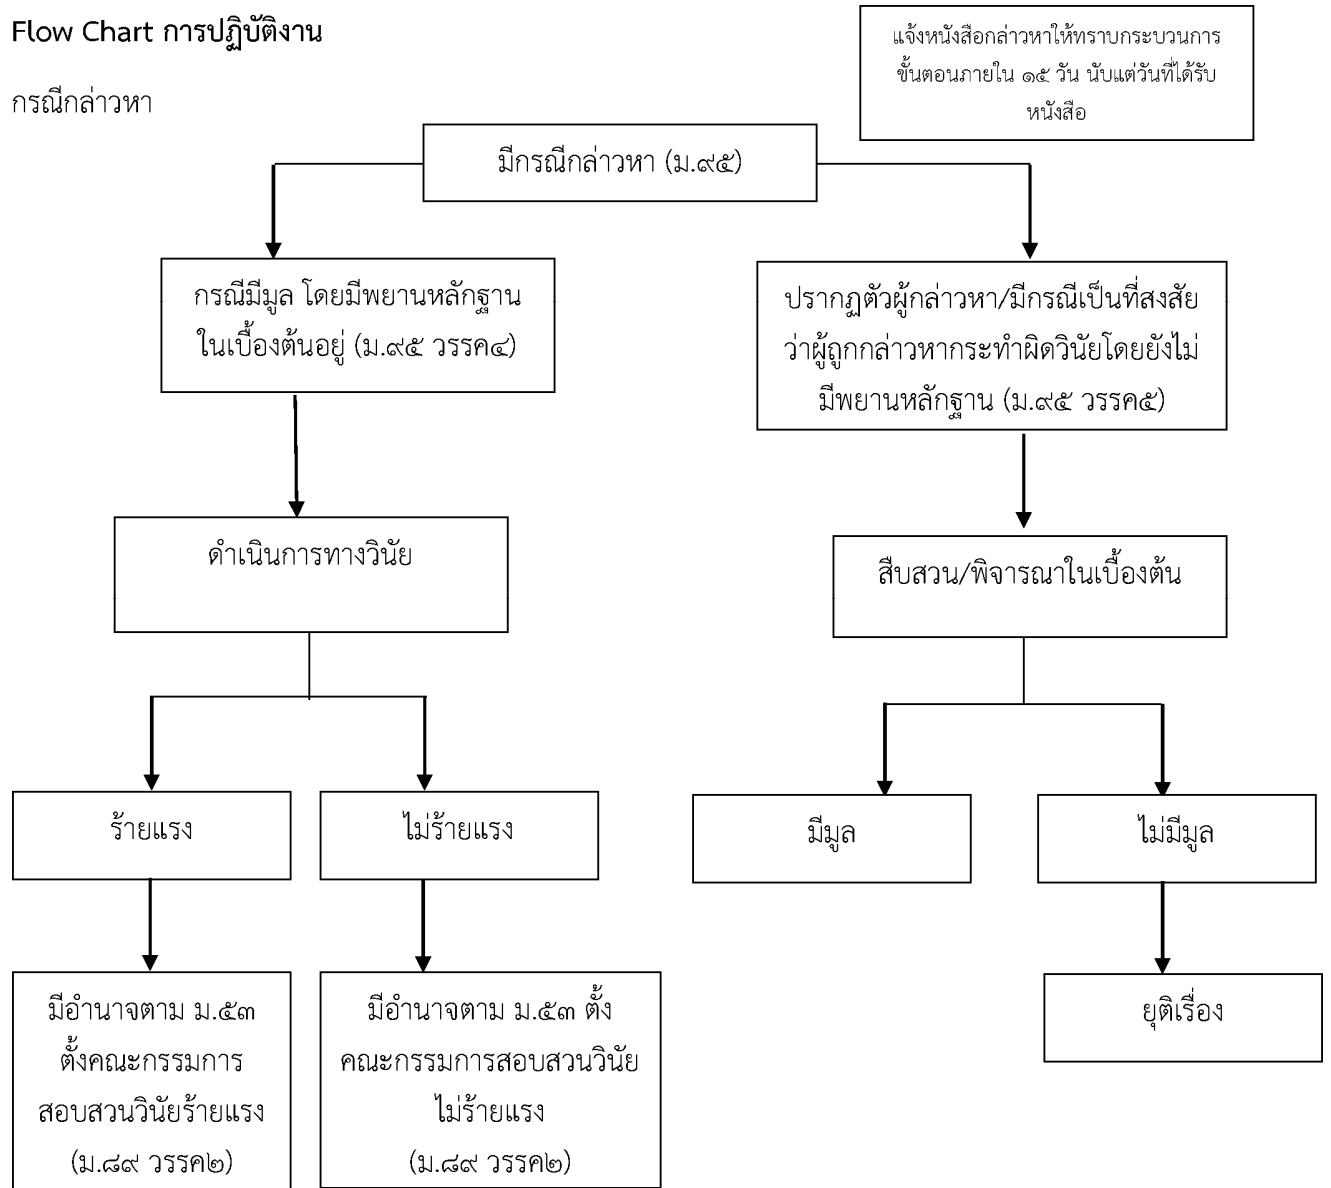 Flow Chart การปฏิบัติงาน
แจ้งหนังสือกล่าวหาให้ทราบกระบวนการ
ขั้นตอนภายใน ๑๕ วัน นับแต่วันที่ได้รับ
หนังสือ
กรณีกล่าวหา
มีกรณีกล่าวหา (ม.๙๕)
กรณีมีมูล โดยมีพยานหลักฐาน
ในเบื้องต้นอยู่ (ม.๙๕ วรรค๔)
ปรากฏตัวผู้กล่าวหา/มีกรณีเป็นที่สงสัย
ว่าผู้ถูกกล่าวหากระทำผิดวินัยโดยยังไม่
มีพยานหลักฐาน (ม.๙๕ วรรค๕)
ดำเนินการทางวินัย
สืบสวน/พิจารณาในเบื้องต้น
ร้ายแรง
ไม่ร้ายแรง
มีมูล
ไม่มีมูล
มีอำนาจตาม ม.๕๓
ตั้งคณะกรรมการ
สอบสวนวินัยร้ายแรง
(ม.๘๙ วรรค๒)
มีอำนาจตาม ม.๕๓ ตั้ง
คณะกรรมการสอบสวนวินัย
ไม่ร้ายแรง
(ม.๘๙ วรรค๒)
ยุติเรื่อง